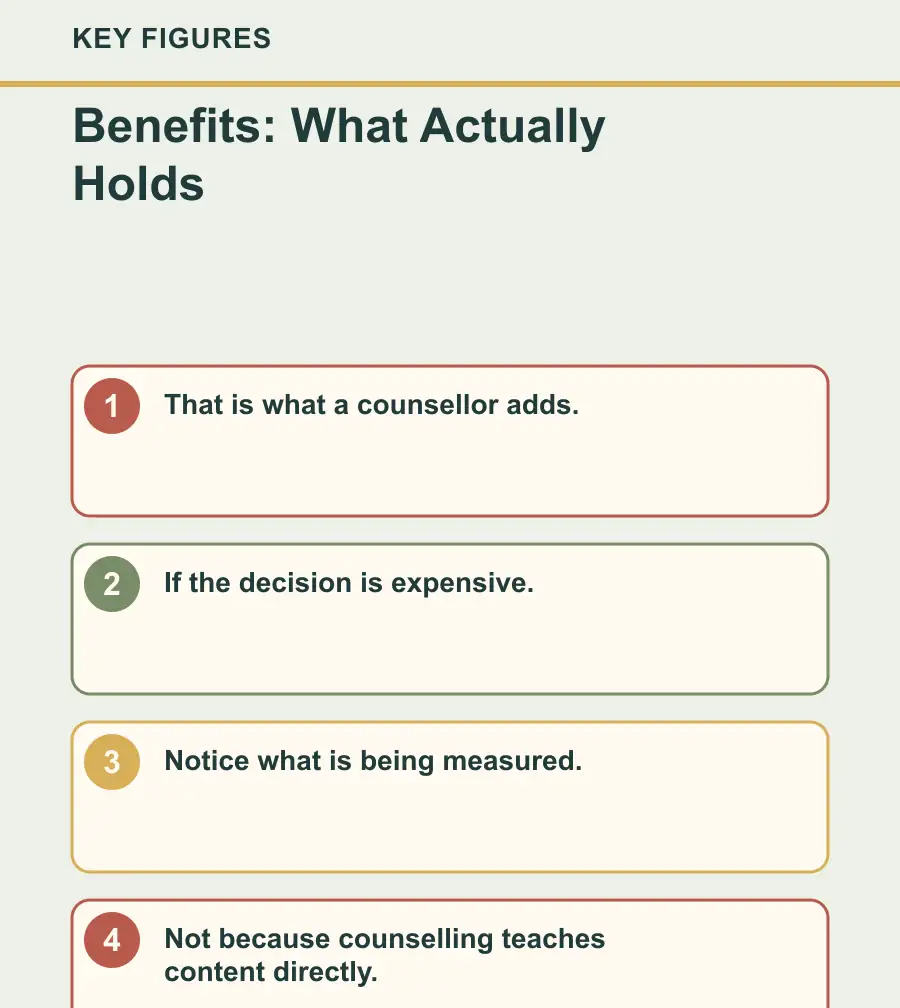 KEY FIGURES
Benefits: What Actually
Holds
1
That is what a counsellor adds.
2
If the decision is expensive.
3
Notice what is being measured.
4
Not because counselling teaches
content directly.